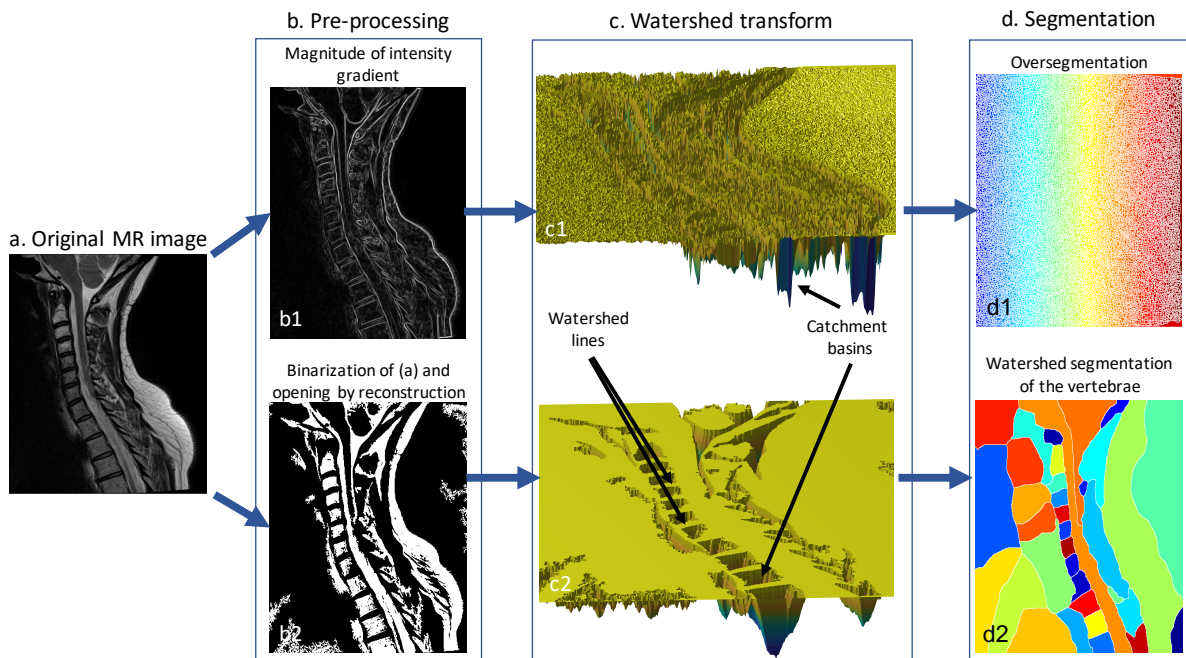 b. Pre-processing
c. Watershed transform
d. Segmentation
Magnitude of intensity
gradient
Oversegmentation
a. Original MR image
b1
c1
d1
Watershed
lines
Catchment
basins
Binarization of (a) and
opening by reconstruction
Watershed segmentation
of the vertebrae
b2
c2
d2